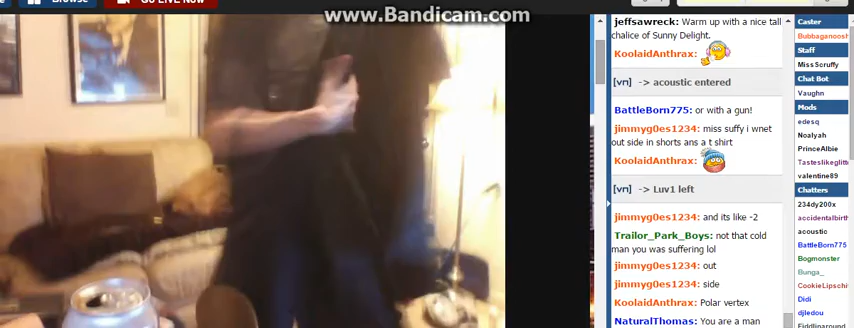 Browse
GO LIVE Now
www.Bandicam.com
jeffsawreck: Warm up with a nice tall
chalice of Sunny Delight.
KoolaidAnthrax:
[vn] -> acoustic entered
BattleBorn775: or with a gun!
jimmyg0es1234: miss suffy i wnet
out side in shorts ans a t shirt
KoolaidAnthrax:
[vn] -> Luv1 left
jimmyg0es1234: and its like -2
Trailor_Park_Boys: not that cold
man you was suffering lol
jimmyg0es1234: out
jimmyg0es1234: side
KoolaidAnthrax: Polar vertex
NaturalThomas: You are a man
Caster
Bubbaganoosh
Staff
MissScruffy
Chat Bot
Vaughn
Mods
edesq
Noalyah
PrinceAlbie
Tasteslikeglitt
valentine89
Chatters
234dy200x
accidentalbirth
acoustic
BattleBorn775
Bogmonster
Bunga_
CookieLipschi
Didi
djledou